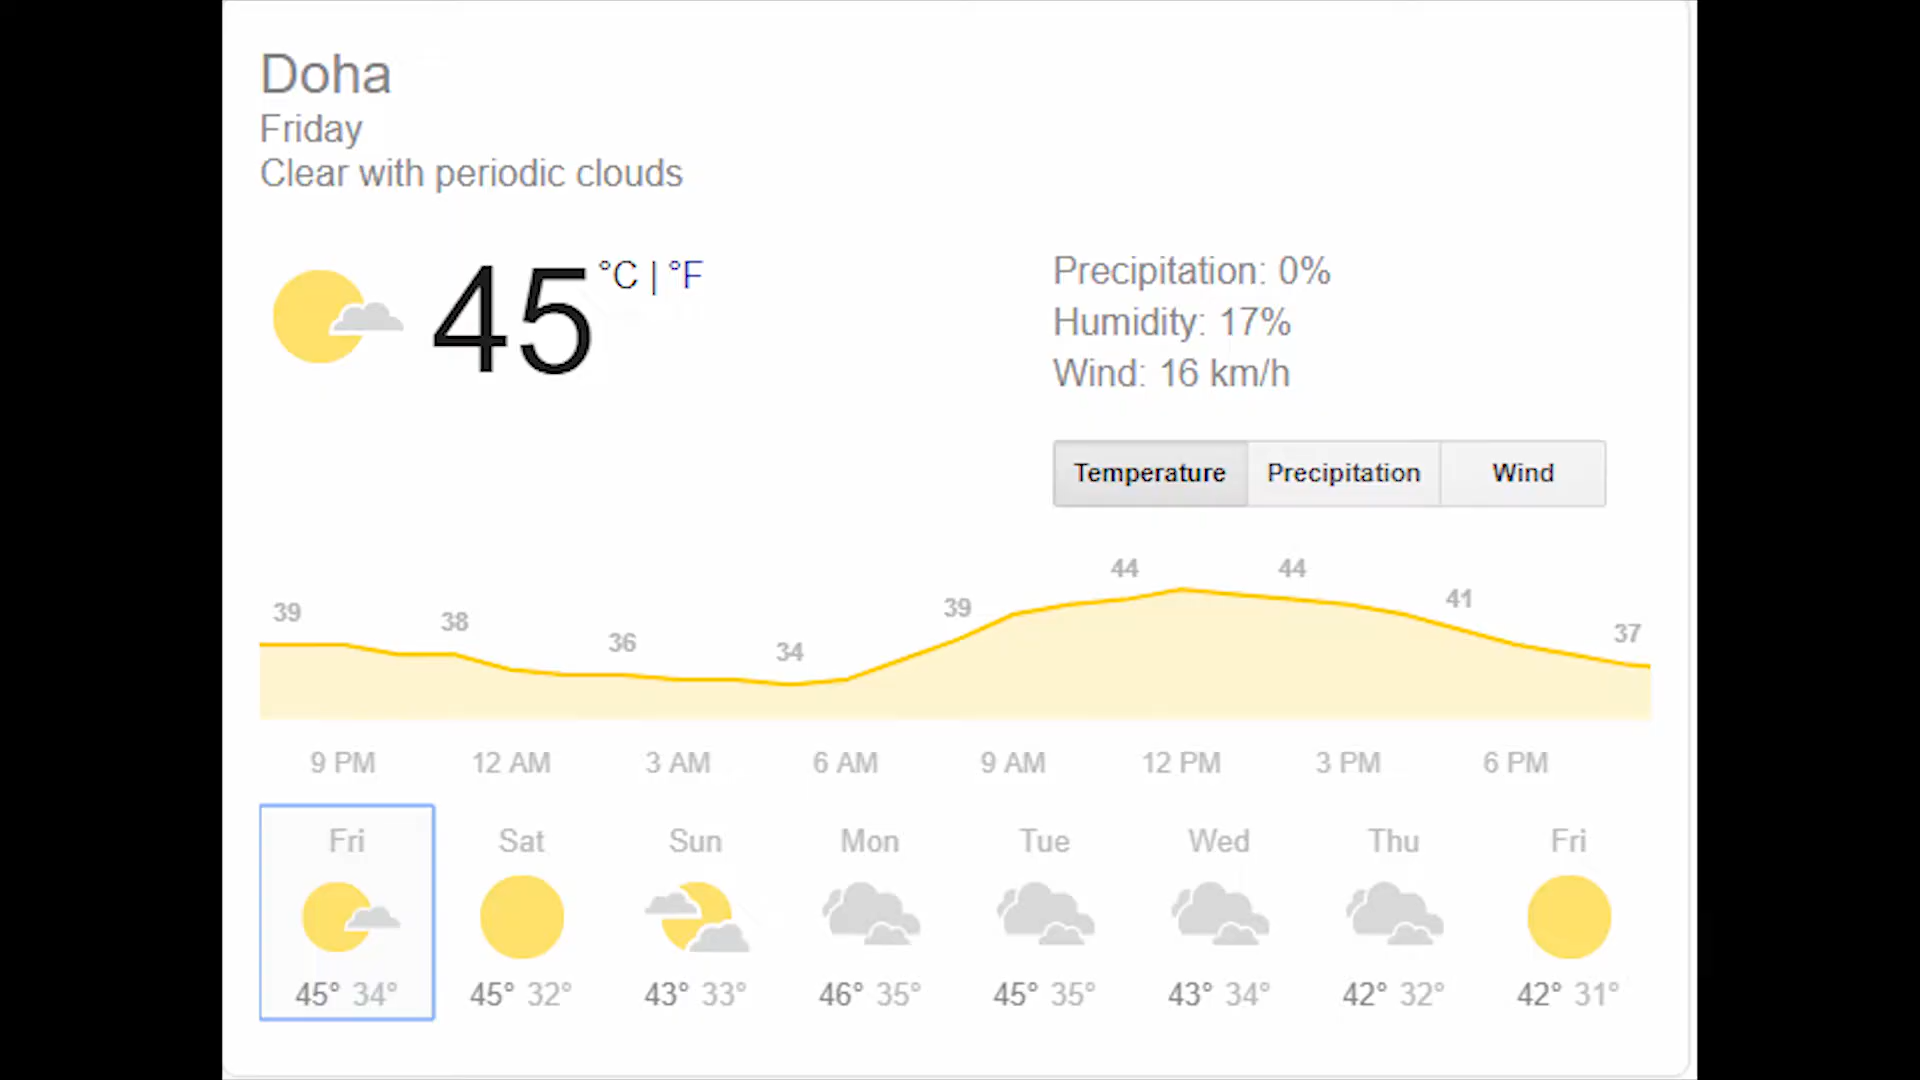 Doha
Friday
Clear with periodic clouds
45 °C | °F
Precipitation: 0%
Humidity: 17%
Wind: 16 km/h
Temperature Precipitation Wind
39 38 36 34 39 44 44 41 37
9 PM 12 AM 3 AM 6 AM 9 AM 12 PM 3 PM 6 PM
Fri Sat Sun Mon Tue Wed Thu Fri
45° 34° 45° 32° 43° 33° 46° 35° 45° 35° 43° 34° 42° 32° 42° 31°